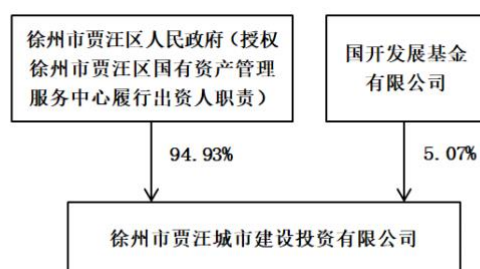 徐州市贾汪区人民政府（授权
徐州市贾汪区国有资产管理
服务中心履行出资人职责）
国开发展基金
有限公司
94.93%
5.07%
徐州市贾汪城市建设投资有限公司